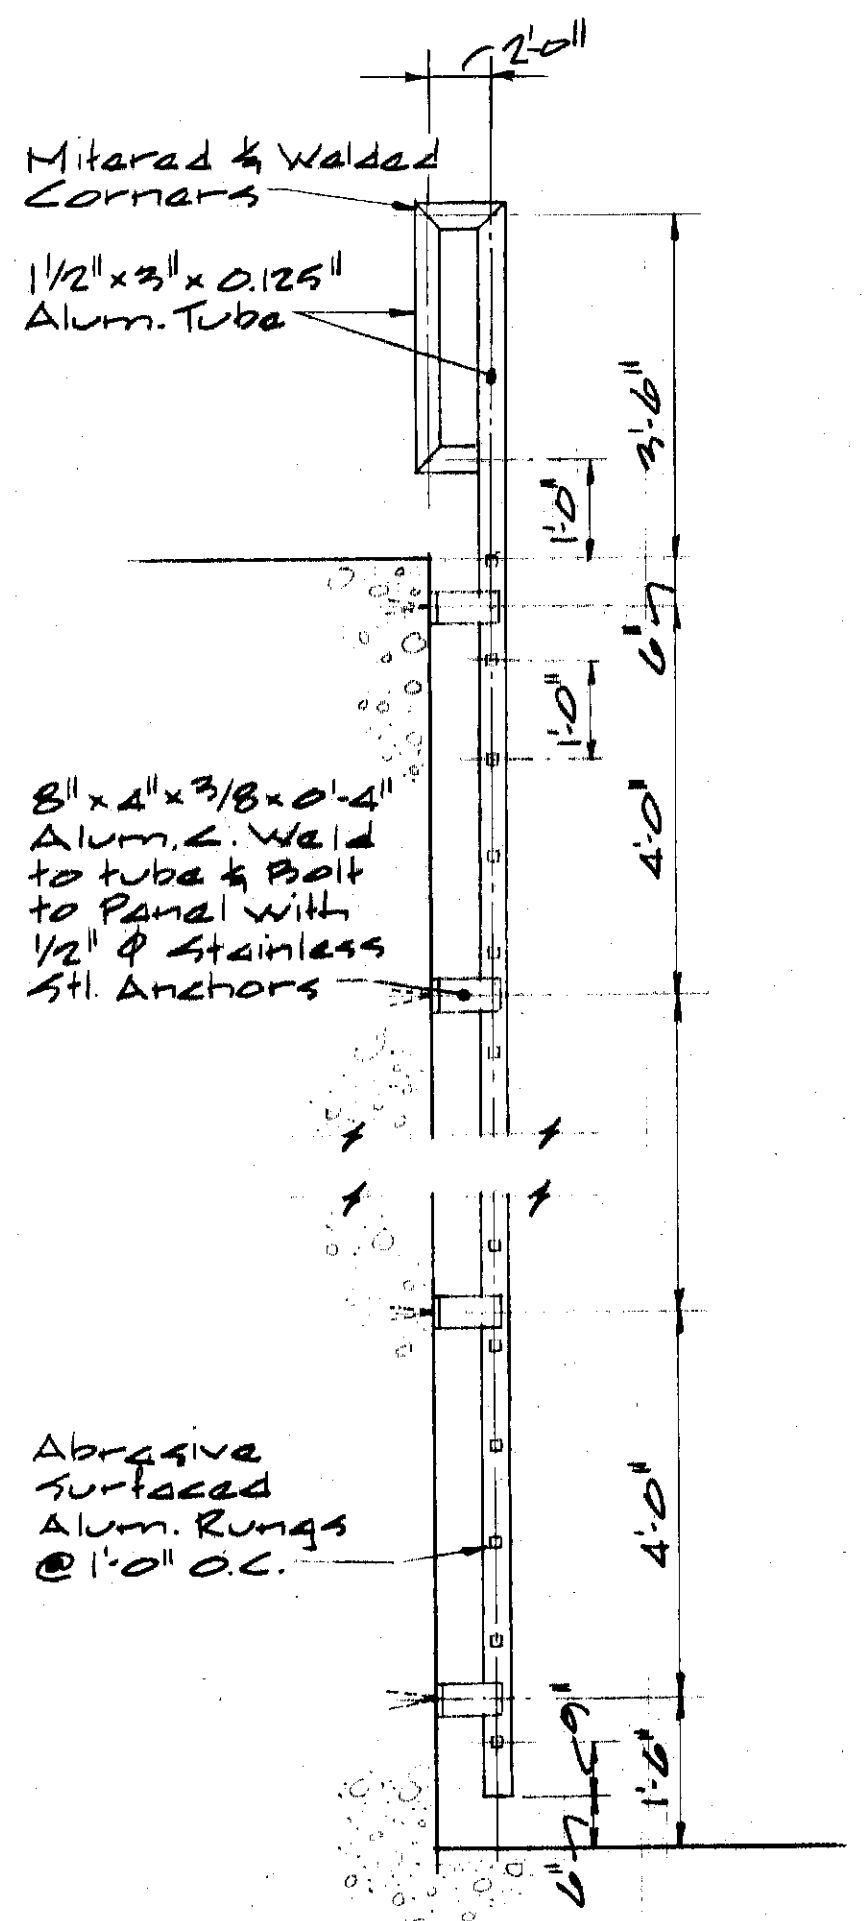 2'-0"
Mitered & Welded
Corners
1 1/2" x 3" x 0.125"
Alum. Tube
3'-6"
1'-0"
6"
1'-0"
8" x 4" x 3/8 x 0'-4"
Alum. L. Weld
to tube & Bolt
to Panel with
1/2" Φ Stainless
Stl. Anchors
4'-0"
Abrasive
Surfaced
Alum. Rungs
@ 1'-0" O.C.
4'-0"
9"
1'-6"
6"